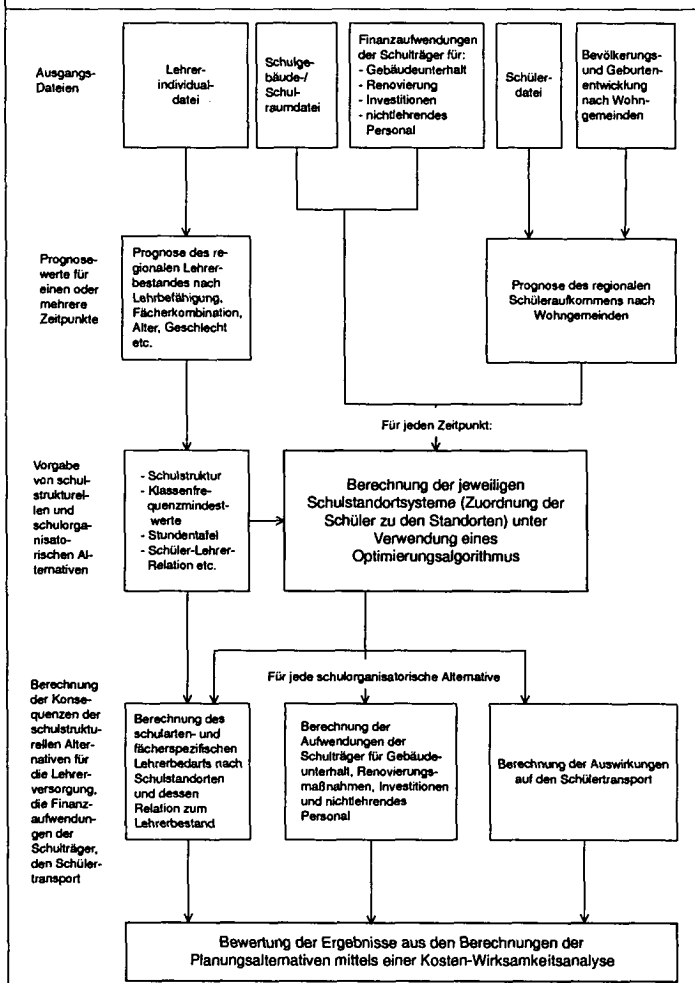 Ausgangs-
Dateien
Lehrer-
individual-
datei
Schulge-
bäude-/
Schul-
raumdatei
Finanzaufwendungen
der Schulträger für:
- Gebäudeunterhalt
- Renovierung
- Investitionen
- nichtlehrendes
Personal
Schüler-
datei
Bevölkerungs-
und Geburten-
entwicklung
nach Wohn-
gemeinden
Prognose-
werte für
einen oder
mehrere
Zeitpunkte
Prognose des re-
gionalen Lehrer-
bestandes nach
Lehrbefähigung,
Fächerkombination,
Alter, Geschlecht
etc.
Prognose des regionalen
Schüleraufkommens nach
Wohngemeinden
Für jeden Zeitpunkt:
Vorgabe
von schul-
strukturel-
len und
schulorga-
nisato-
rischen Al-
ternativen
- Schulstruktur
- Klassenfre-
quenzmindest-
werte
- Stundentafel
- Schüler-Lehrer-
Relation etc.
Berechnung der jeweiligen
Schulstandortsysteme (Zuordnung der
Schüler zu den Standorten) unter
Verwendung eines
Optimierungsalgorithmus
Für jede schulorganisatorische Alternative
Berechnung
der Konse-
quenzen der
schulstruktu-
rellen Alter-
nativen für
die Lehrer-
versorgung,
die Finanz-
aufwendun-
gen der
Schulträger,
den Schüler-
transport
Berechnung des
schularten- und
fächerspezifischen
Lehrerbedarfs nach
Schulstandorten
und dessen
Relation zum
Lehrerbestand
Berechnung der
Aufwendungen der
Schulträger für Gebäude-
unterhalt, Renovierungs-
maßnahmen, Investitionen
und nichtlehrendes
Personal
Berechnung der Auswirkungen
auf den Schülertransport
Bewertung der Ergebnisse aus den Berechnungen der
Planungsalternativen mittels einer Kosten-Wirksamkeitsanalyse